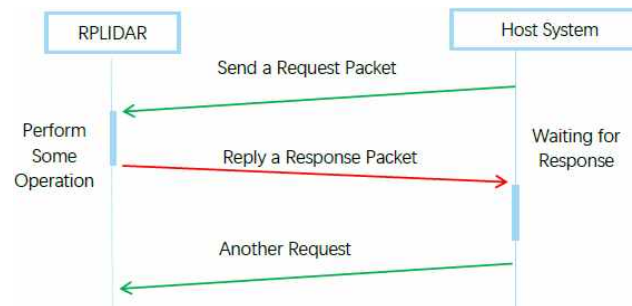 RPLIDAR
Host System
Send a Request Packet
Perform
Some
Operation
Waiting for
Response
Reply a Response Packet
Another Request